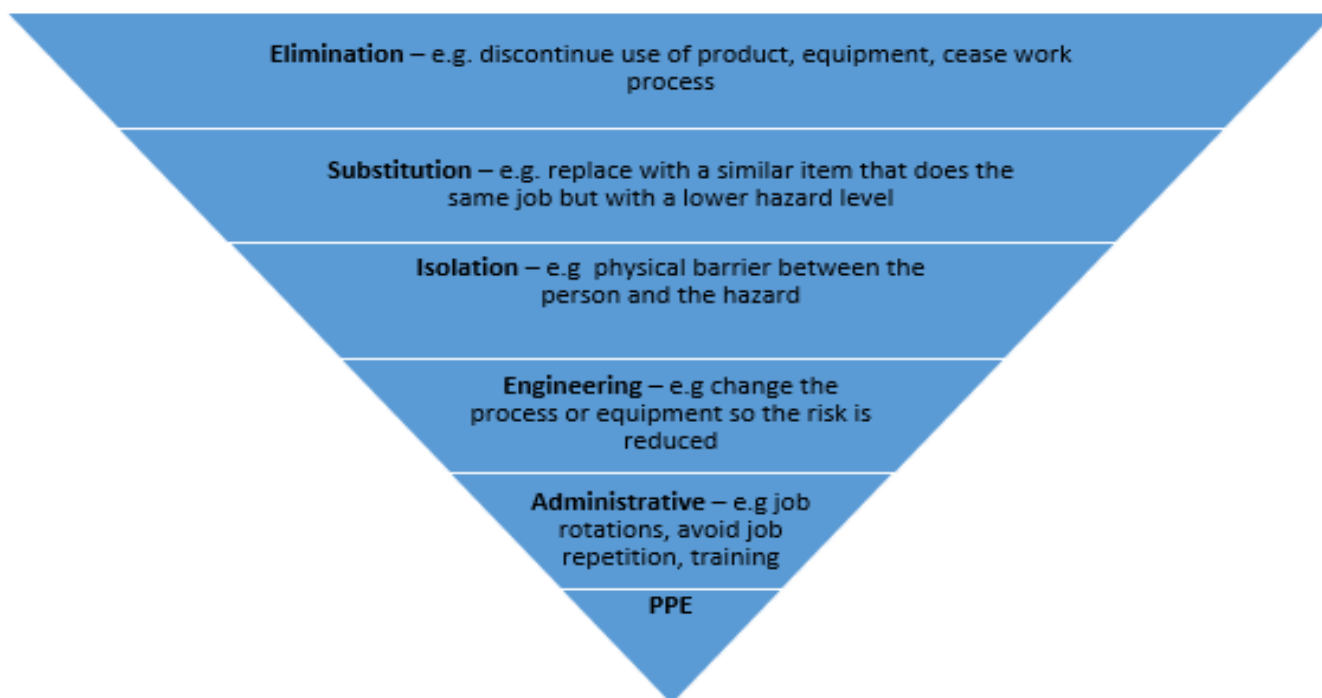 Elimination – e.g. discontinue use of product, equipment, cease work
process
Substitution – e.g. replace with a similar item that does the
same job but with a lower hazard level
Isolation – e.g  physical barrier between the
person and the hazard
Engineering – e.g change the
process or equipment so the risk is
reduced
Administrative – e.g job
rotations, avoid job
repetition, training
PPE